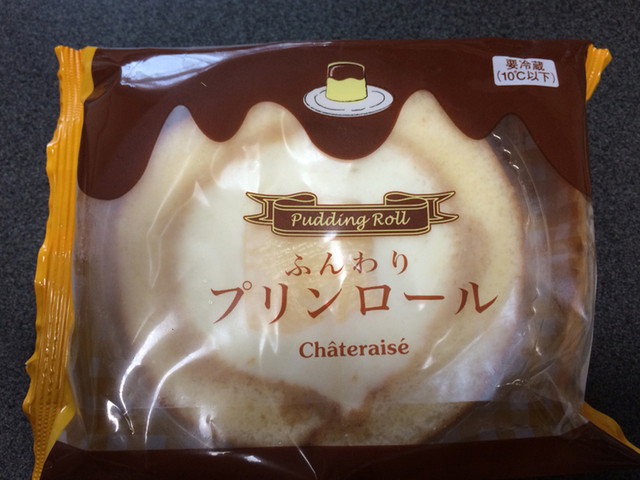 要冷蔵
(10℃以下)
Pudding Roll
ふんわり
プリンロール
Châteraisé